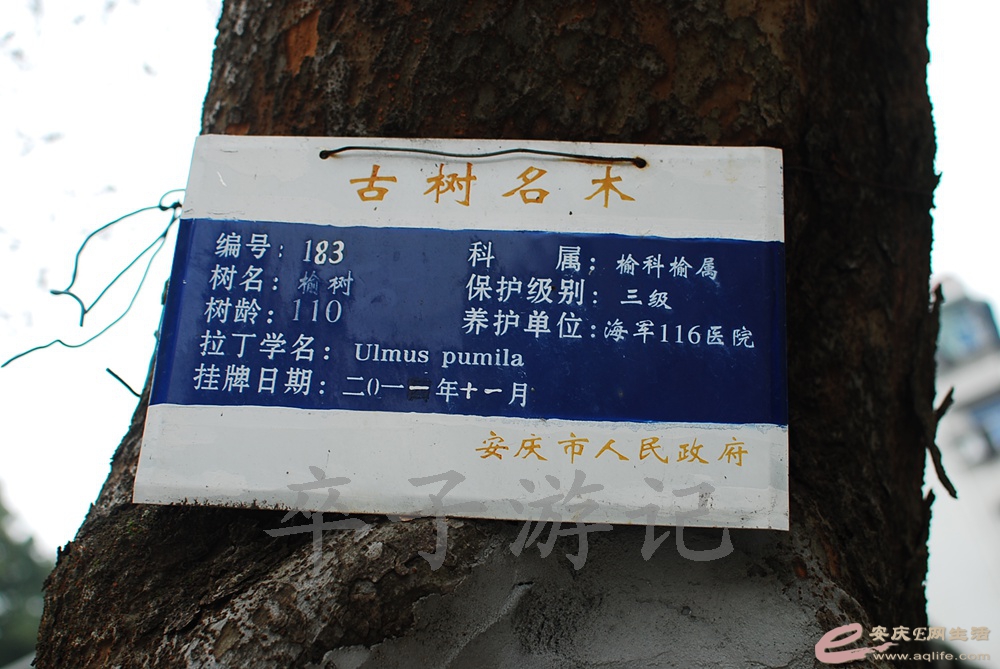 古树名木
编号：183
科属：榆科榆属
树名：榆树
保护级别：三级
树龄：110
养护单位：海军116医院
拉丁学名：Ulmus pumila
挂牌日期：二0一一年十一月
安庆市人民政府
卒子游记
安庆E网生活
www.aqlife.com